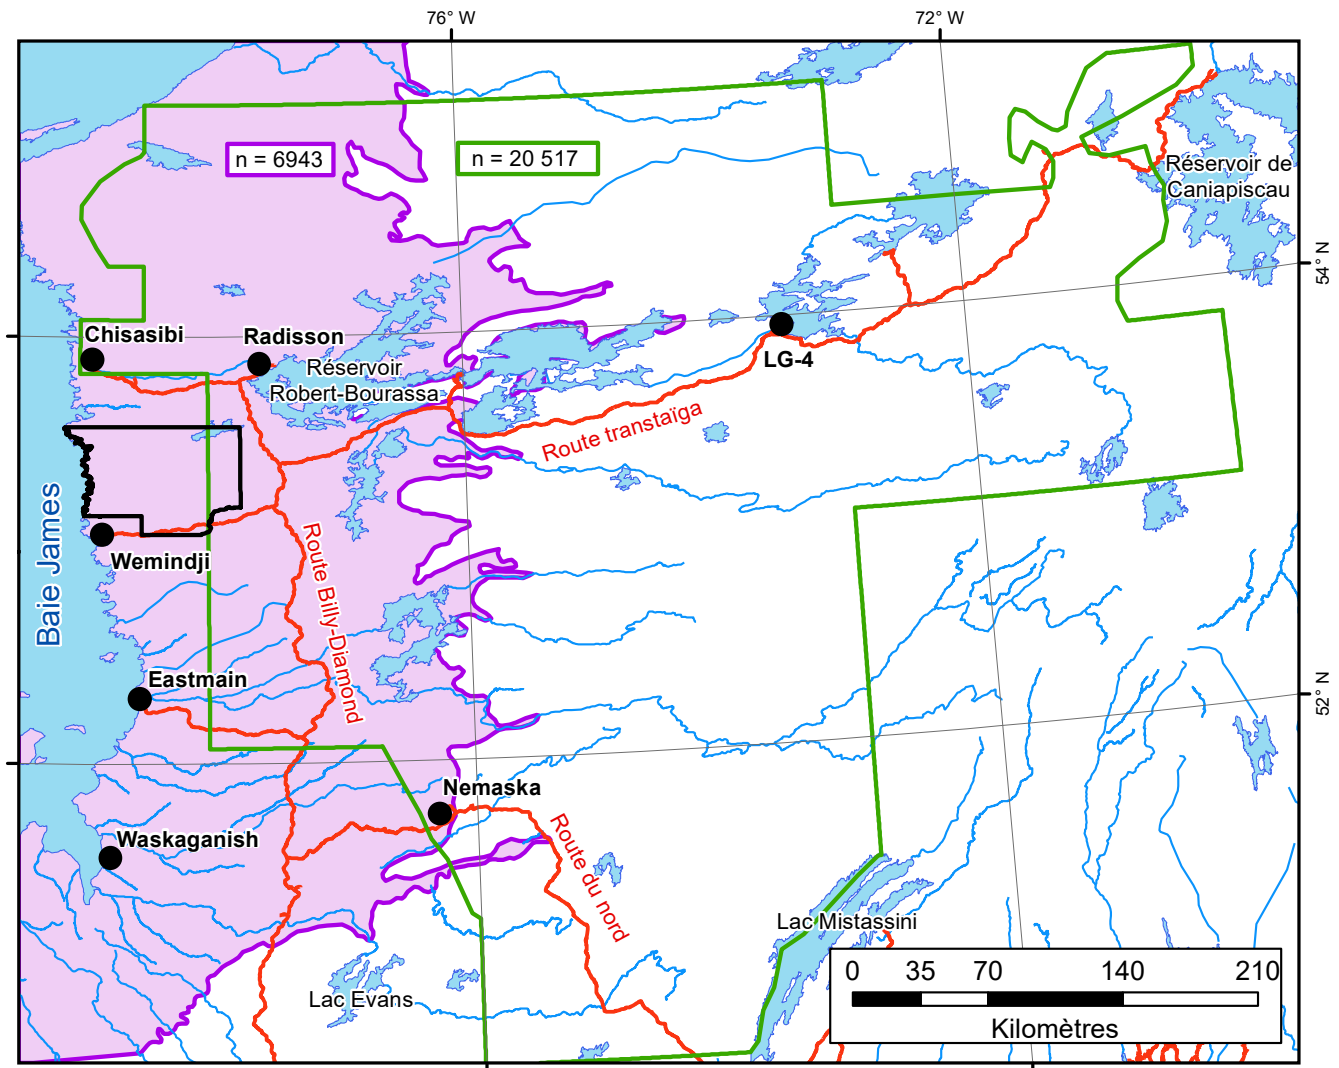 76° W
72° W
n = 6943
n = 20 517
Réservoir de
Caniapiscau
54° N
Chisasibi
Radisson
Réservoir
Robert-Bourassa
LG-4
Route transtaïga
Baie James
Wemindji
Route Billy-Diamond
Eastmain
52° N
Nemaska
Waskaganish
Route du nord
Lac Mistassini
Lac Evans
0 35 70 140 210
Kilomètres